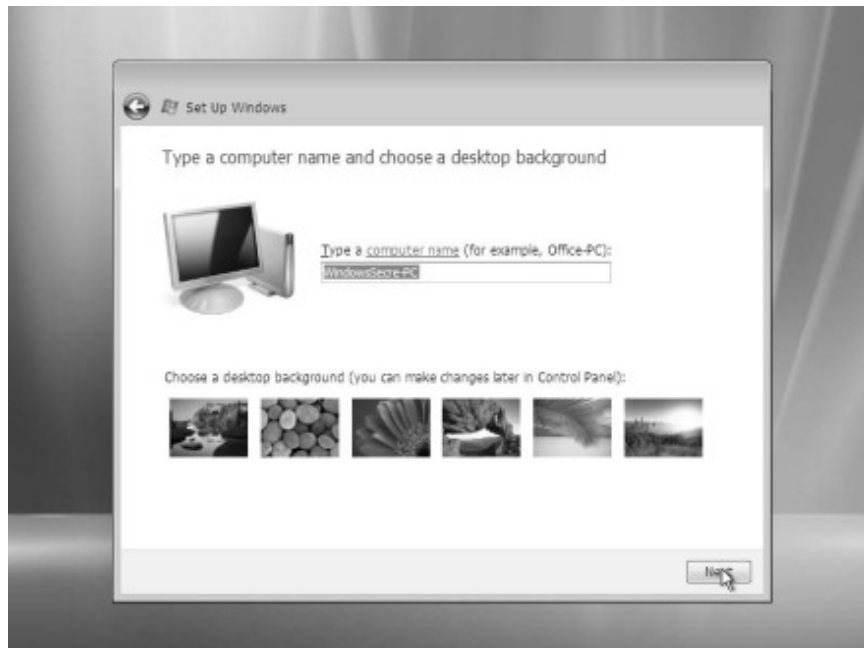 Set Up Windows
Type a computer name and choose a desktop background
Type a computer name (for example, Office-PC):
WindowsSecre-PC
Choose a desktop background (you can make changes later in Control Panel):
Next